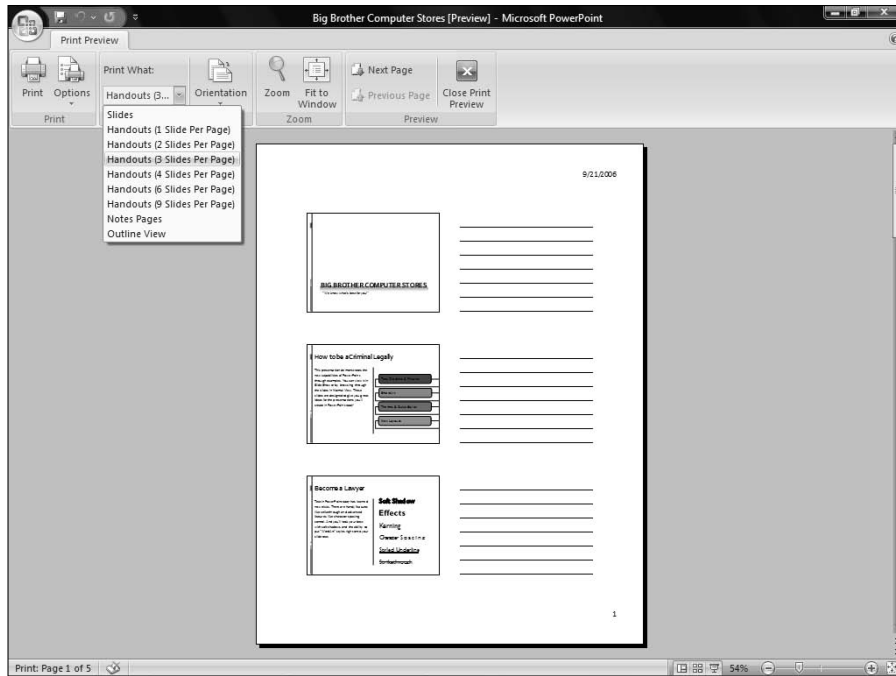 Big Brother Computer Stores [Preview] - Microsoft PowerPoint
Print Preview
Print What:
Print
Options
Handouts (3...
Orientation
Zoom
Fit to
Window
Next Page
Previous Page
Close Print
Preview
Print
Zoom
Preview
Slides
Handouts (1 Slide Per Page)
Handouts (2 Slides Per Page)
Handouts (3 Slides Per Page)
Handouts (4 Slides Per Page)
Handouts (6 Slides Per Page)
Handouts (9 Slides Per Page)
Notes Pages
Outline View
9/21/2006
BIG BROTHER COMPUTER STORES
How to be a Criminal Legally
Become a Lawyer
Soft Shadow
Effects
Kerning
Character Spacing
Styled Underline
1
Print: Page 1 of 5
54%